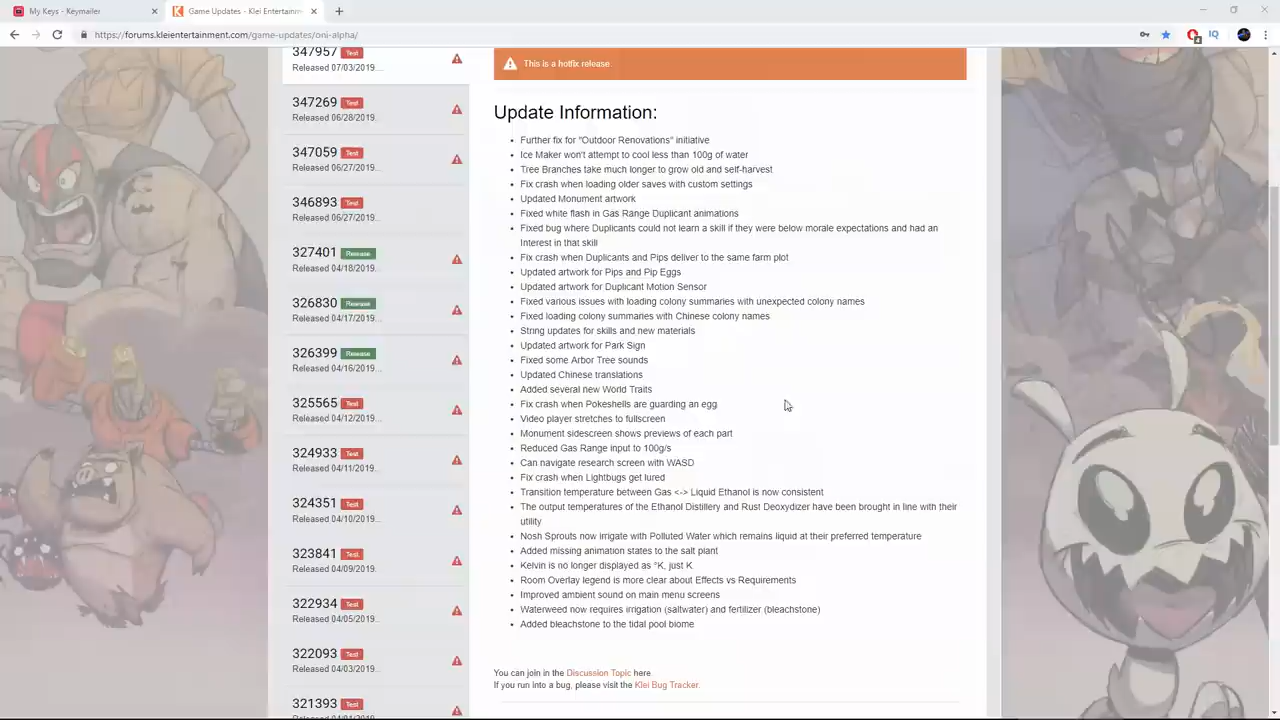 My Keys - Keymailer
Game Updates - Klei Entertainm
https://forums.kleientertainment.com/game-updates/oni-alpha/
347957 Test
Released 07/03/2019...
347269 Test
Released 06/28/2019...
347059 Test
Released 06/27/2019...
346893 Test
Released 06/27/2019...
327401 Release
Released 04/18/2019...
326830 Release
Released 04/17/2019...
326399 Release
Released 04/16/2019...
325565 Test
Released 04/12/2019...
324933 Test
Released 04/11/2019...
324351 Test
Released 04/10/2019...
323841 Test
Released 04/09/2019...
322934 Test
Released 04/05/2019...
322093 Test
Released 04/03/2019...
321393 Test
This is a hotfix release.
Update Information:
Further fix for "Outdoor Renovations" initiative
Ice Maker won't attempt to cool less than 100g of water
Tree Branches take much longer to grow old and self-harvest
Fix crash when loading older saves with custom settings
Updated Monument artwork
Fixed white flash in Gas Range Duplicant animations
Fixed bug where Duplicants could not learn a skill if they were below morale expectations and had an
Interest in that skill
Fix crash when Duplicants and Pips deliver to the same farm plot
Updated artwork for Pips and Pip Eggs
Updated artwork for Duplicant Motion Sensor
Fixed various issues with loading colony summaries with unexpected colony names
Fixed loading colony summaries with Chinese colony names
String updates for skills and new materials
Updated artwork for Park Sign
Fixed some Arbor Tree sounds
Updated Chinese translations
Added several new World Traits
Fix crash when Pokeshells are guarding an egg
Video player stretches to fullscreen
Monument sidescreen shows previews of each part
Reduced Gas Range input to 100g/s
Can navigate research screen with WASD
Fix crash when Lightbugs get lured
Transition temperature between Gas <-> Liquid Ethanol is now consistent
The output temperatures of the Ethanol Distillery and Rust Deoxydizer have been brought in line with their
utility
Nosh Sprouts now irrigate with Polluted Water which remains liquid at their preferred temperature
Added missing animation states to the salt plant
Kelvin is no longer displayed as °K, just K
Room Overlay legend is more clear about Effects vs Requirements
Improved ambient sound on main menu screens
Waterweed now requires irrigation (saltwater) and fertilizer (bleachstone)
Added bleachstone to the tidal pool biome
You can join in the Discussion Topic here
If you run into a bug, please visit the Klei Bug Tracker.